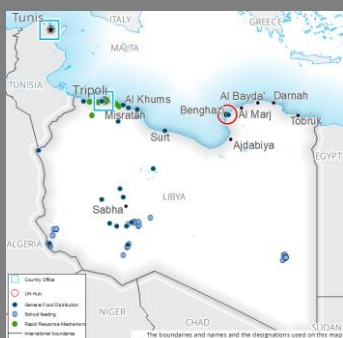 Tunis
ITALY
GREECE
MALTA
TUNISIA
Tripoli
Al Khums
Misratah
Surt
Al Bayda'
Darnah
Benghazi
Al Marj
Tobruk
Ajdabiya
EGYPT
LIBYA
Sabha
ALGERIA
NIGER
CHAD
SUDAN
Country Office
UN Hub
General Food Distribution
School feeding
Rapid Response Mechanism
International boundaries
The boundaries and names and the designations used on this map